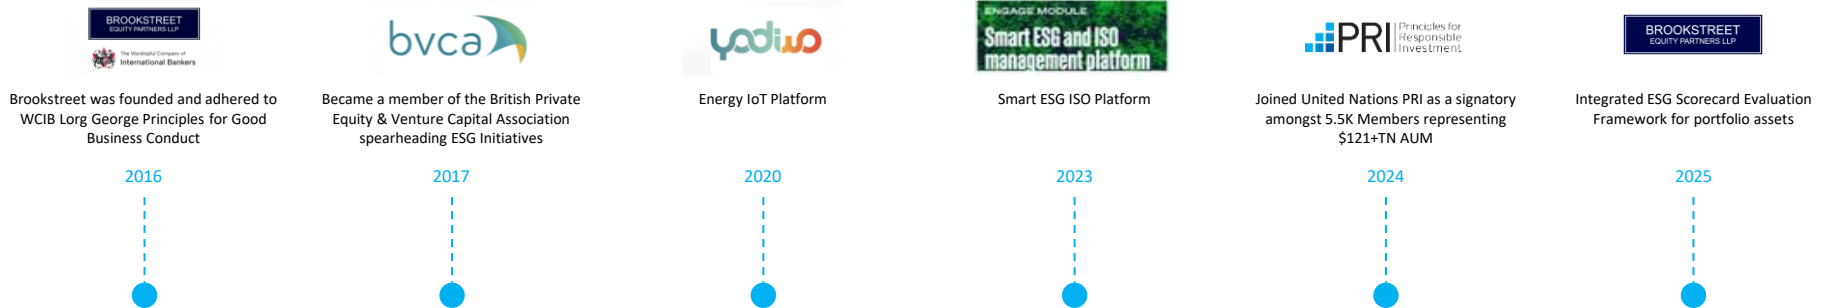 BROOKSTREET
EQUITY PARTNERS LLP
The Worshipful Company of
International Bankers
Brookstreet was founded and adhered to
WCIB Lorg George Principles for Good
Business Conduct
2016
bvca
Became a member of the British Private
Equity & Venture Capital Association
spearheading ESG Initiatives
2017
yodiwo
Energy IoT Platform
2020
ENGAGE MODULE
Smart ESG and ISO
management platform
Smart ESG ISO Platform
2023
PRI
Principles for
Responsible
Investment
Joined United Nations PRI as a signatory
amongst 5.5K Members representing
$121+TN AUM
2024
BROOKSTREET
EQUITY PARTNERS LLP
Integrated ESG Scorecard Evaluation
Framework for portfolio assets
2025